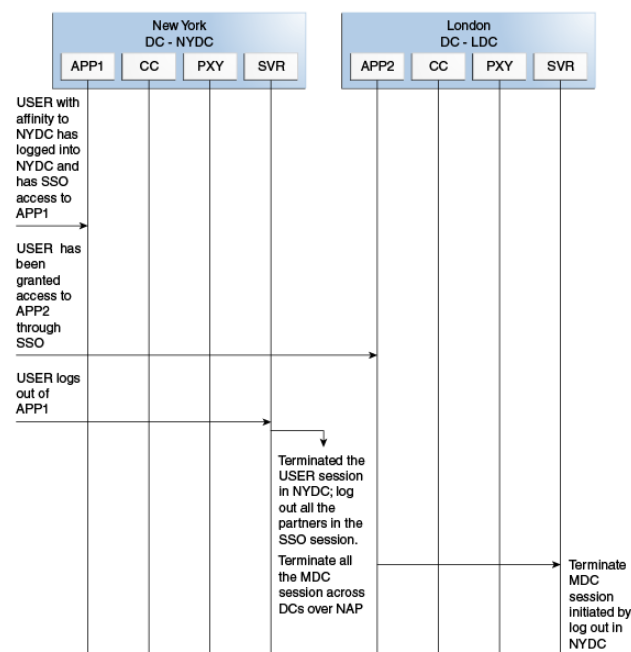 New York
DC - NYDC
London
DC - LDC
APP1
CC
PXY
SVR
APP2
CC
PXY
SVR
USER with
affinity to
NYDC has
logged into
NYDC and
has SSO
access to
APP1
USER has
been
granted
access to
APP2
through
SSO
USER logs
out of
APP1
Terminated the
USER session
in NYDC; log
out all the
partners in the
SSO session.
Terminate all
the MDC
session across
DCs over NAP
Terminate
MDC
session
initiated by
log out in
NYDC